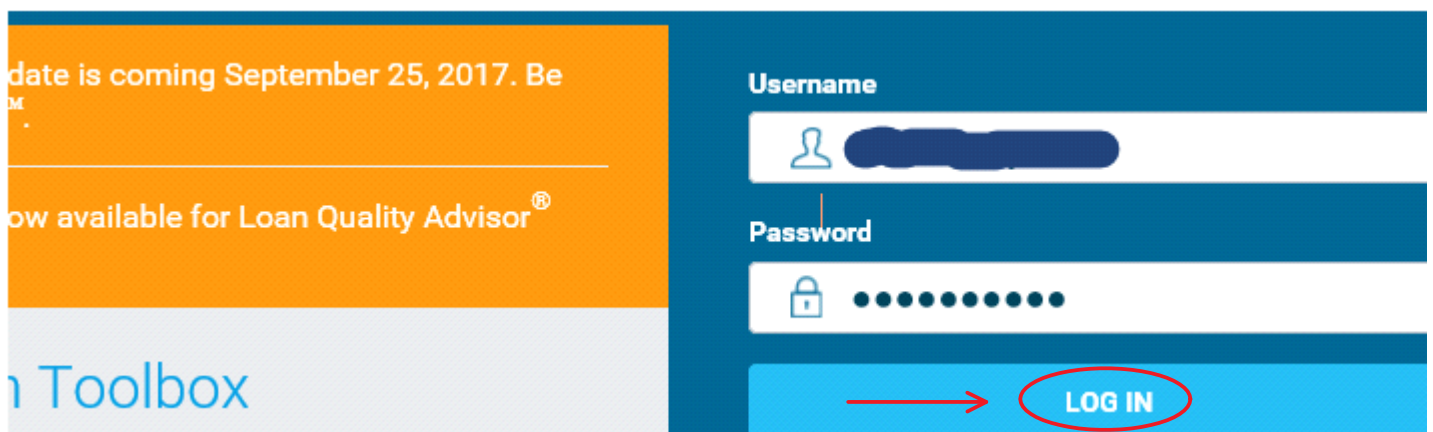 date is coming September 25, 2017. Be
M.
ow available for Loan Quality Advisor®
Toolbox
Username
Password
LOG IN